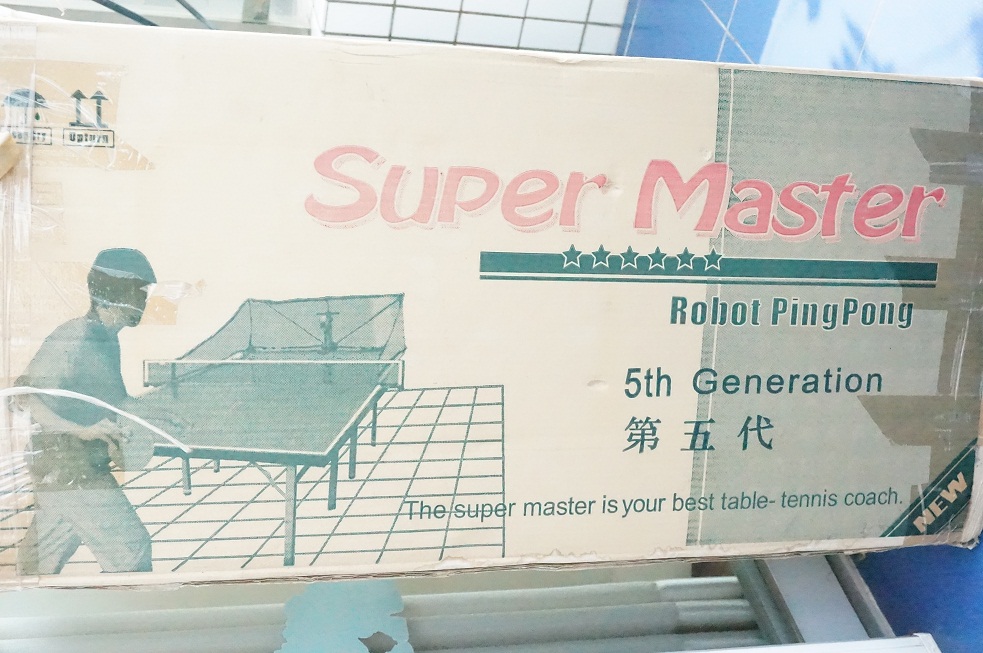 Upturn
Super Master
Robot PingPong
5th Generation
第五代
The super master is your best table- tennis coach.
NEW